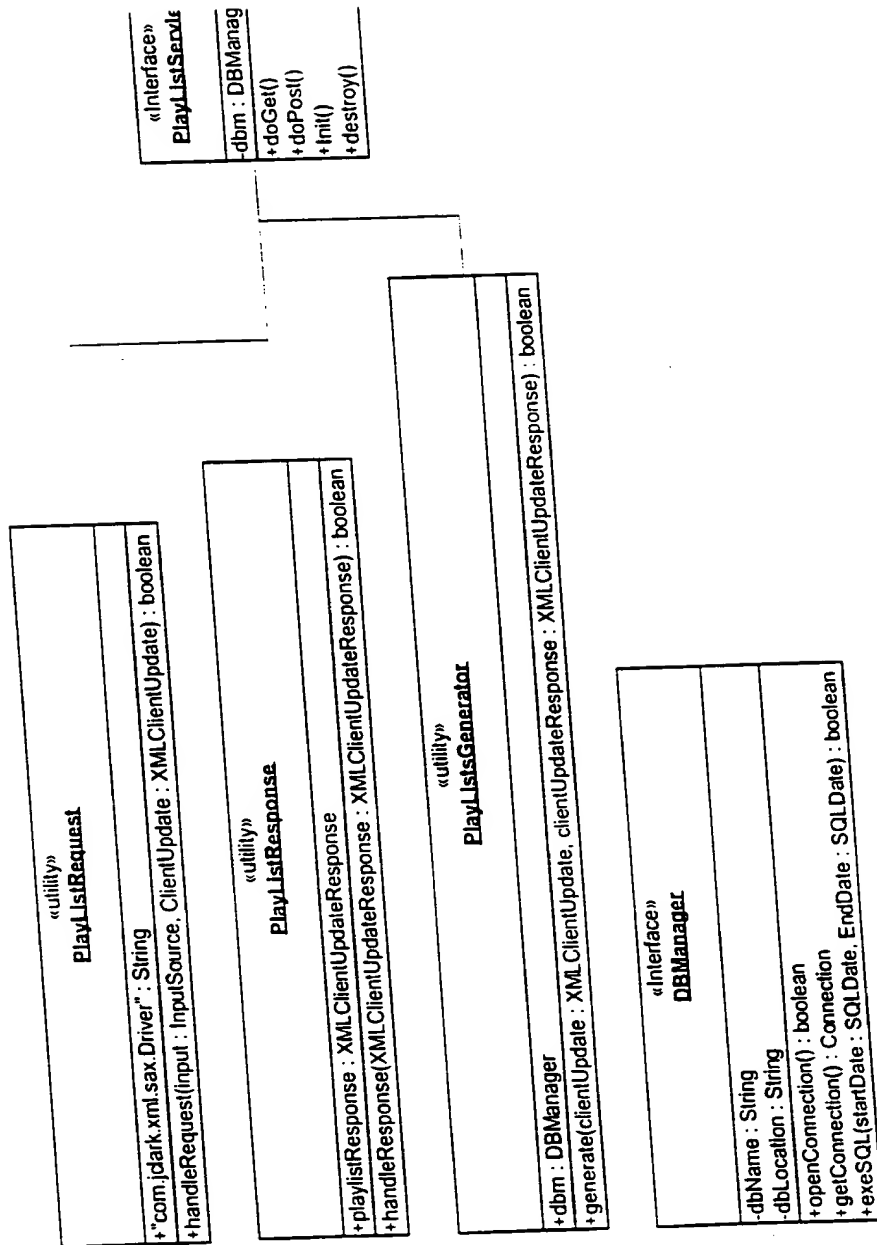 «Interface»
PlayLIstServle
-dbm : DBManag
+doGet()
+doPost()
+Init()
+destroy()
«utility»
PlayLIstRequest
+"com.jclark.xml.sax.Driver" : String
+handleRequest(input : InputSource, ClientUpdate : XMLClientUpdate) : boolean
«utility»
PlayLIstResponse
+playlistResponse : XMLClientUpdateResponse
+handleResponse(XMLClientUpdateResponse : XMLClientUpdateResponse) : boolean
«utility»
PlayLIstsGenerator
+dbm : DBManager
+generate(clientUpdate : XMLClientUpdate, clientUpdateResponse : XMLClientUpdateResponse) : boolean
«Interface»
DBManager
-dbName : String
-dbLocation : String
+openConnection() : boolean
+getConnection() : Connection
+exeSQL(startDate : SQLDate, EndDate : SQLDate) : boolean